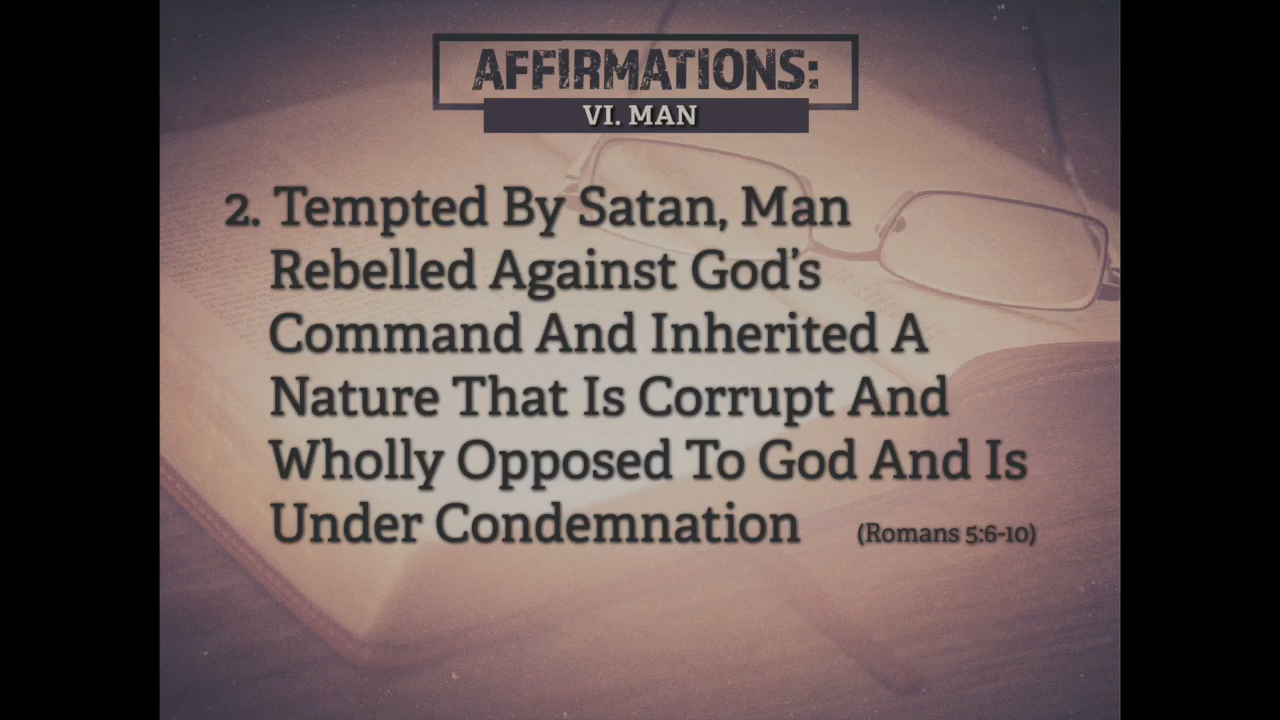 AFFIRMATIONS:
VI. MAN
2. Tempted By Satan, Man
Rebelled Against God's
Command And Inherited A
Nature That Is Corrupt And
Wholly Opposed To God And Is
Under Condemnation (Romans 5:6-10)